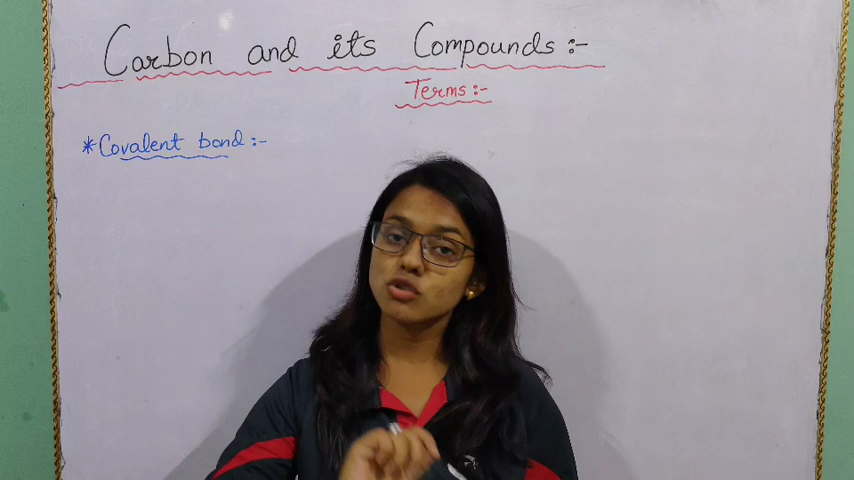 Carbon and its Compounds:-
Terms:-
*Covalent bond:-